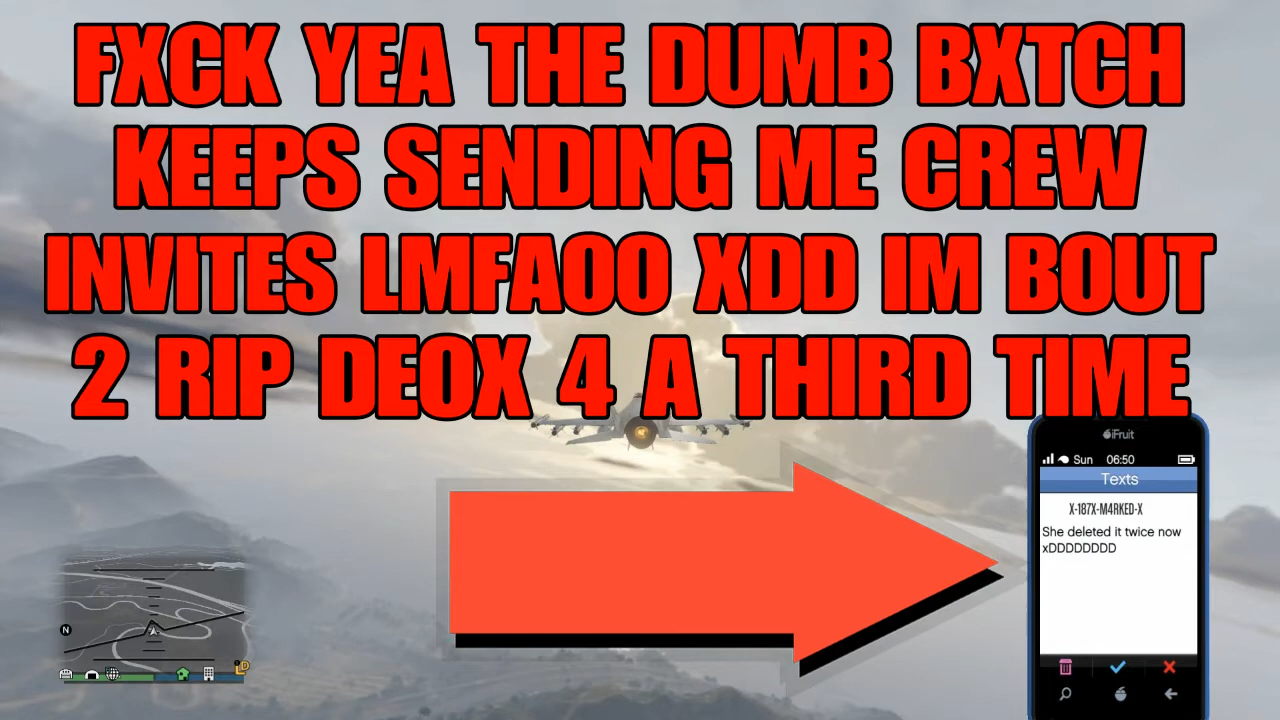 FXCK YEA THE DUMB BXTCH
KEEPS SENDING ME CREW
INVITES LMFAOO XDD IM BOUT
2 RIP DEOX 4 A THIRD TIME
iFruit
Sun 06:50
Texts
X-187X-M4RKED-X
She deleted it twice now
xDDDDDDDD
N
D